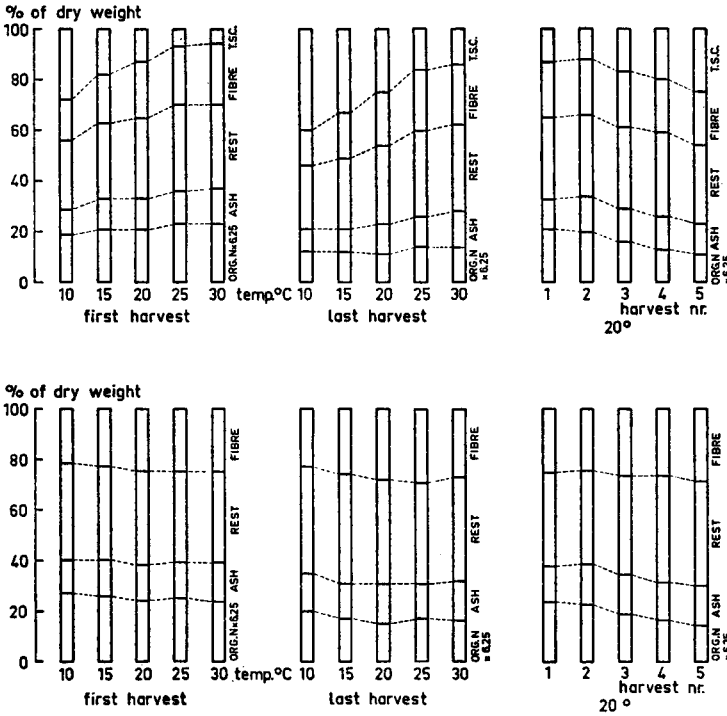 % of dry weight
100
80
60
40
20
0
T.S.C.
FIBRE
REST
ASH
ORG.N×6.25
10 15 20 25 30 temp.°C
first harvest
T.S.C.
FIBRE
REST
ASH
ORG.N
×6.25
10 15 20 25 30
last harvest
T.S.C.
FIBRE
REST
ASH
ORG.N
×6.25
1 2 3 4 5
harvest nr.
20°
% of dry weight
100
80
60
40
20
0
FIBRE
REST
ASH
ORG.N×6.25
10 15 20 25 30 temp.°C
first harvest
FIBRE
REST
ASH
ORG.N
×6.25
10 15 20 25 30
last harvest
FIBRE
REST
ASH
ORG.N
×6.25
1 2 3 4 5
harvest nr.
20°